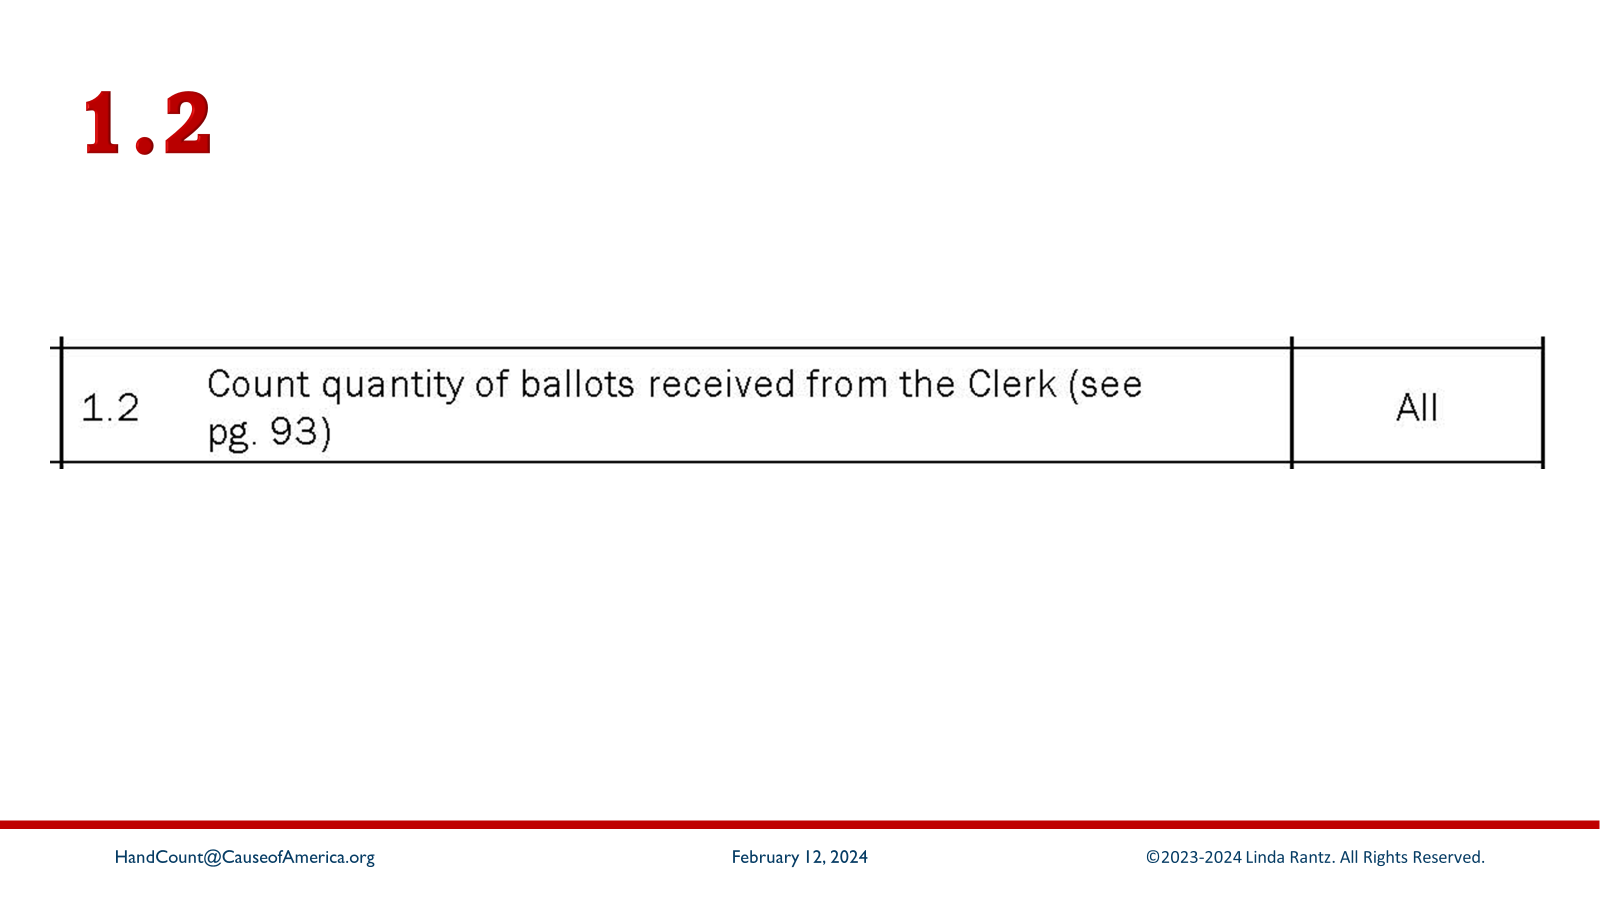 1.2
1.2
Count quantity of ballots received from the Clerk (see
pg. 93)
All
HandCount@CauseofAmerica.org
February 12, 2024
©2023-2024 Linda Rantz. All Rights Reserved.